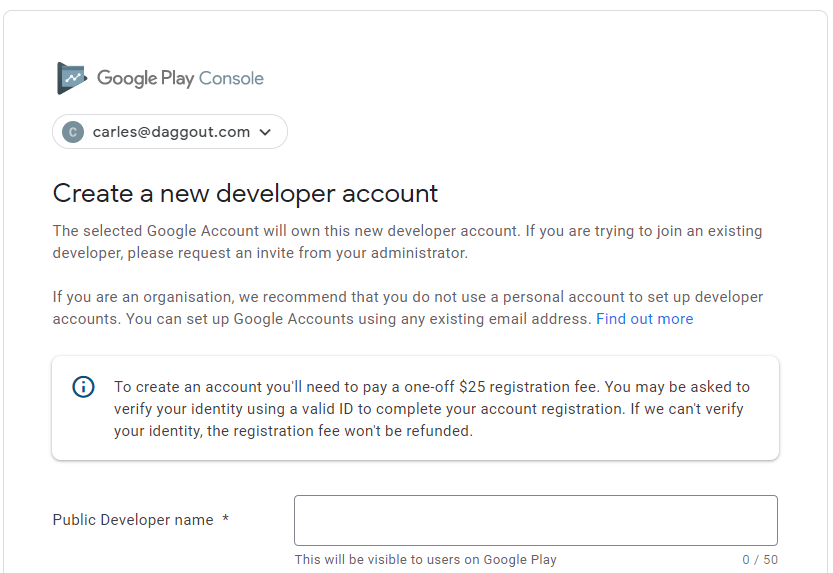 Google Play Console
C carles@daggout.com
Create a new developer account
The selected Google Account will own this new developer account. If you are trying to join an existing
developer, please request an invite from your administrator.
If you are an organisation, we recommend that you do not use a personal account to set up developer
accounts. You can set up Google Accounts using any existing email address. Find out more
To create an account you'll need to pay a one-off $25 registration fee. You may be asked to
verify your identity using a valid ID to complete your account registration. If we can't verify
your identity, the registration fee won't be refunded.
Public Developer name *
This will be visible to users on Google Play 0 / 50